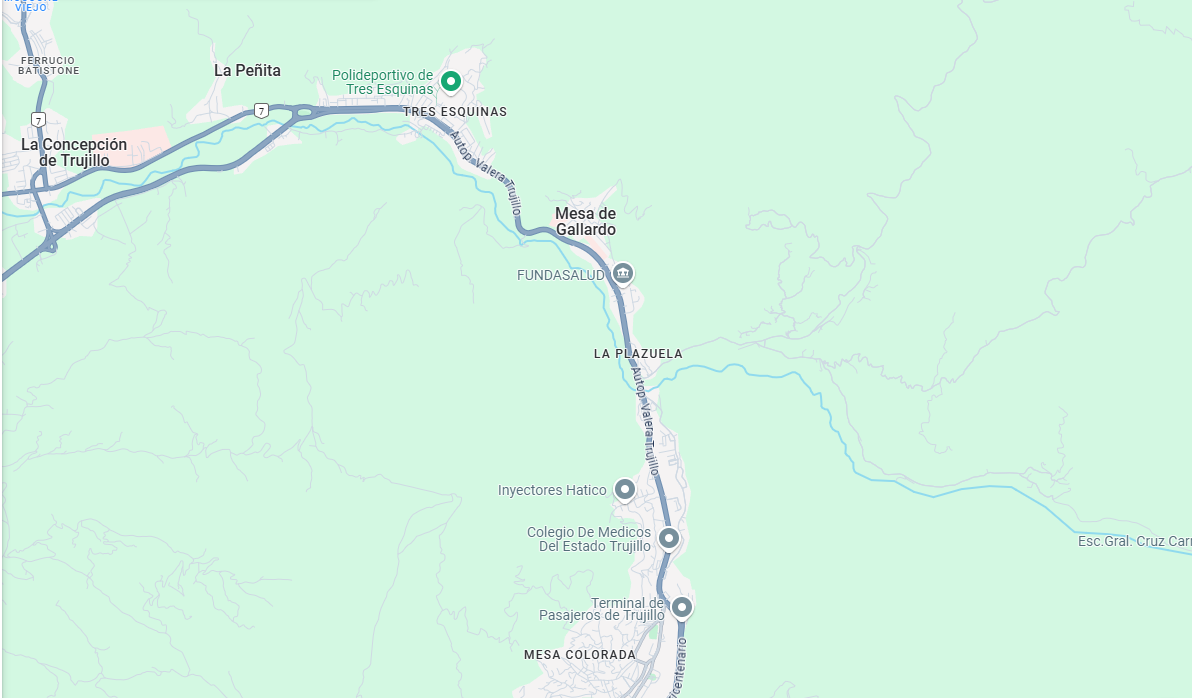 VIEJO
FERRUCIO
BATISTONE
La Peñita
Polideportivo de
Tres Esquinas
7
TRES ESQUINAS
7
La Concepción
de Trujillo
Autop. Valera Trujillo
Mesa de
Gallardo
FUNDASALUD
LA PLAZUELA
Autop. Valera Trujillo
Inyectores Hatico
Colegio De Medicos
Del Estado Trujillo
Esc.Gral. Cruz Carr
Terminal de
Pasajeros de Trujillo
MESA COLORADA
icentenario